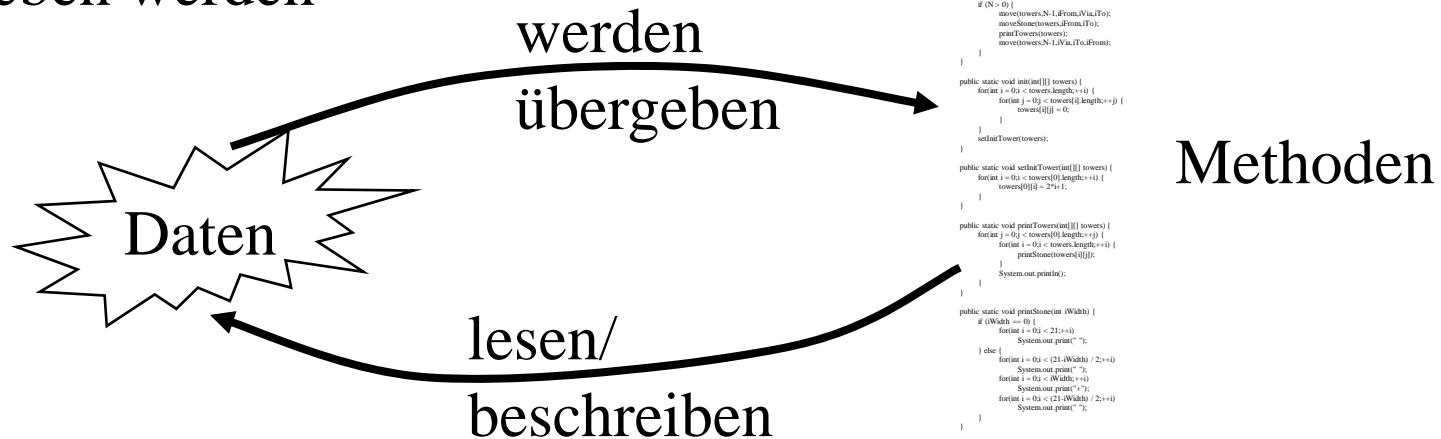 werden
übergeben
Daten
lesen/
beschreiben
if (N > 0) {
move(towers,N-1,iFrom,iVia,iTo);
moveStone(towers,iFrom,iTo);
printTowers(towers);
move(towers,N-1,iVia,iTo,iFrom);
}
}
public static void init(int[][] towers) {
for(int i = 0;i < towers.length;++i) {
for(int j = 0;j < towers[i].length;++j) {
towers[i][j] = 0;
}
}
setInitTower(towers);
}
public static void setInitTower(int[][] towers) {
for(int i = 0;i < towers[0].length;++i) {
towers[0][i] = 2*i+1;
}
}
public static void printTowers(int[][] towers) {
for(int j = 0;j < towers[0].length;++j) {
for(int i = 0;i < towers.length;++i) {
printStone(towers[i][j]);
}
System.out.println();
}
}
public static void printStone(int iWidth) {
if (iWidth == 0) {
for(int i = 0;i < 21;++i)
System.out.print(" ");
} else {
for(int i = 0;i < (21-iWidth) / 2;++i)
System.out.print(" ");
for(int i = 0;i < iWidth;++i)
System.out.print("+");
for(int i = 0;i < (21-iWidth) / 2;++i)
System.out.print(" ");
}
}
Methoden